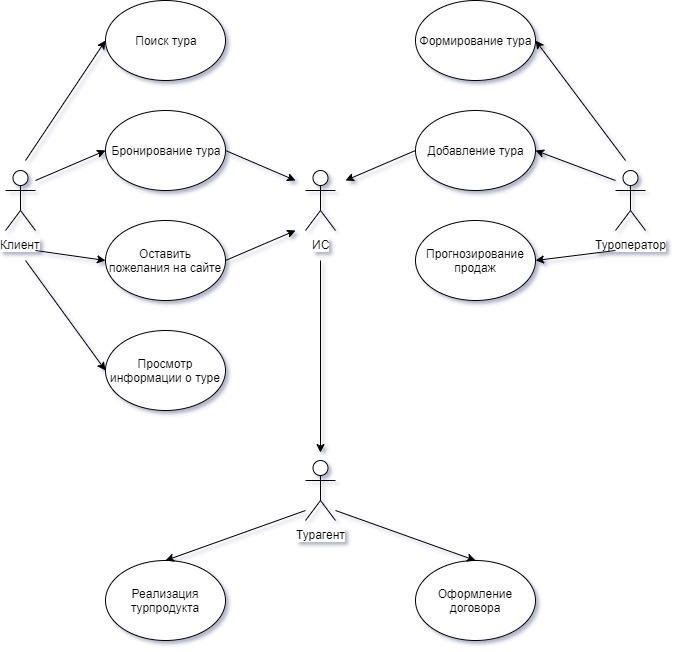 Поиск тура
Формирование тура
Бронирование тура
Добавление тура
Клиент
ИС
Туроператор
Оставить
пожелания на сайте
Прогнозирование
продаж
Просмотр
информации о туре
Турагент
Реализация
турпродукта
Оформление
договора